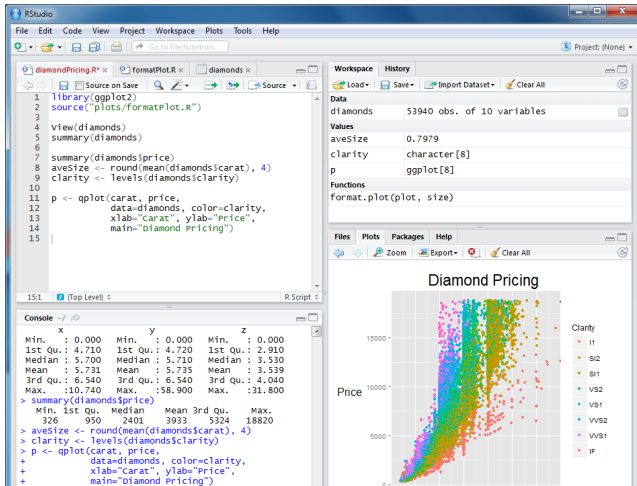 RStudio
File Edit Code View Project Workspace Plots Tools Help
Go to file/function
Project: (None)
diamondPricing.R* × formatPlot.R × diamonds ×
Source on Save Source
1 library(ggplot2)
2 source("plots/formatPlot.R")
3
4 view(diamonds)
5 summary(diamonds)
6
7 summary(diamonds$price)
8 aveSize <- round(mean(diamonds$carat), 4)
9 clarity <- levels(diamonds$clarity)
10
11 p <- qplot(carat, price,
12 data=diamonds, color=clarity,
13 xlab="Carat", ylab="Price",
14 main="Diamond Pricing")
15
15:1 (Top Level) R Script
Console ~/
x y z
Min. : 0.000 Min. : 0.000 Min. : 0.000
1st Qu.: 4.710 1st Qu.: 4.720 1st Qu.: 2.910
Median : 5.700 Median : 5.710 Median : 3.530
Mean : 5.731 Mean : 5.735 Mean : 3.539
3rd Qu.: 6.540 3rd Qu.: 6.540 3rd Qu.: 4.040
Max. :10.740 Max. :58.900 Max. :31.800
> summary(diamonds$price)
Min. 1st Qu. Median Mean 3rd Qu. Max.
326 950 2401 3933 5324 18820
> aveSize <- round(mean(diamonds$carat), 4)
> clarity <- levels(diamonds$clarity)
> p <- qplot(carat, price,
+ data=diamonds, color=clarity,
+ xlab="Carat", ylab="Price",
+ main="Diamond Pricing")
Workspace History
Load Save Import Dataset Clear All
Data
diamonds 53940 obs. of 10 variables
Values
aveSize 0.7979
clarity character[8]
p ggplot[8]
Functions
format.plot(plot, size)
Files Plots Packages Help
Zoom Export Clear All
Diamond Pricing
Price
15000
10000
5000
0
Clarity
I1
SI2
SI1
VS2
VS1
VVS2
VVS1
IF